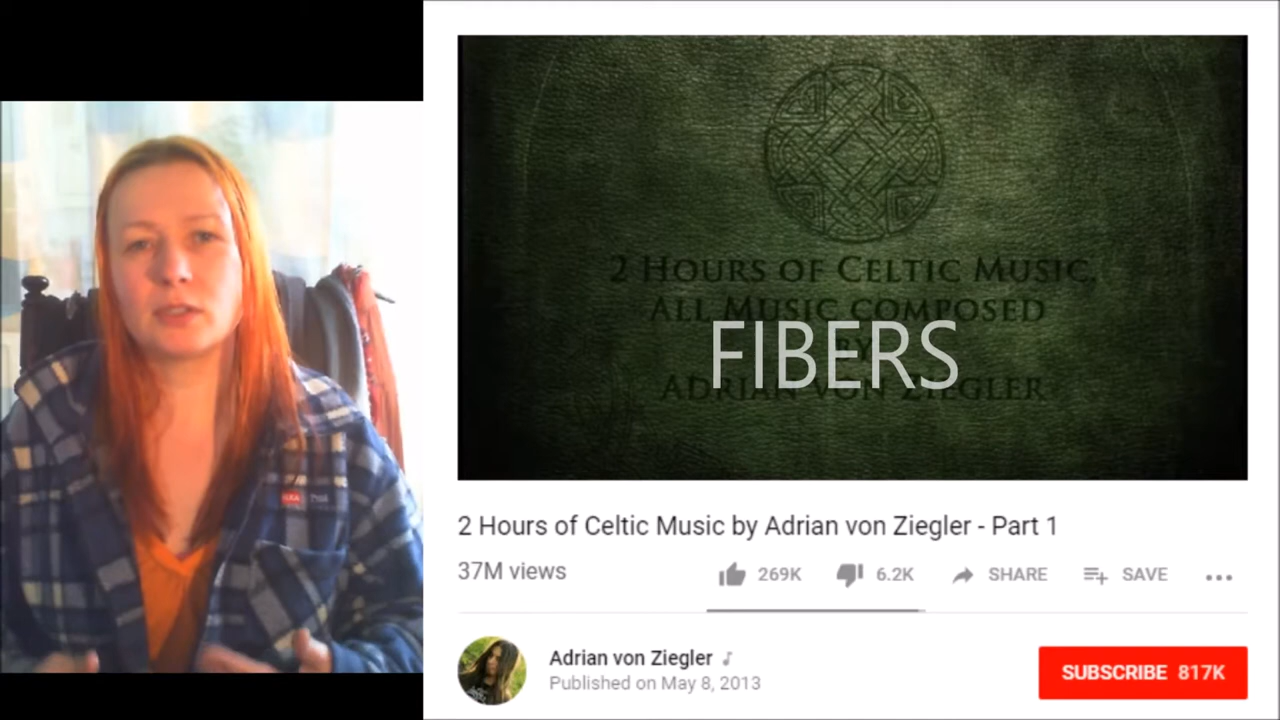 2 HOURS OF CELTIC MUSIC,
ALL MUSIC COMPOSED
BY
FIBERS
ADRIAN VON ZIEGLER
2 Hours of Celtic Music by Adrian von Ziegler - Part 1
37M views
269K
6.2K
SHARE
SAVE
Adrian von Ziegler
Published on May 8, 2013
SUBSCRIBE 817K